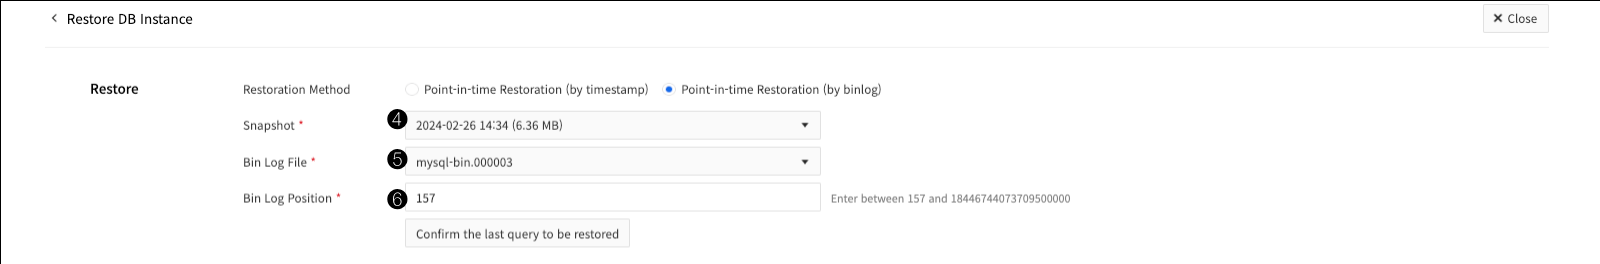 Restore DB Instance
Close
Restore
Restoration Method Point-in-time Restoration (by timestamp) Point-in-time Restoration (by binlog)
Snapshot * 4 2024-02-26 14:34 (6.36 MB)
Bin Log File * 5 mysql-bin.000003
Bin Log Position * 6 157 Enter between 157 and 18446744073709500000
Confirm the last query to be restored